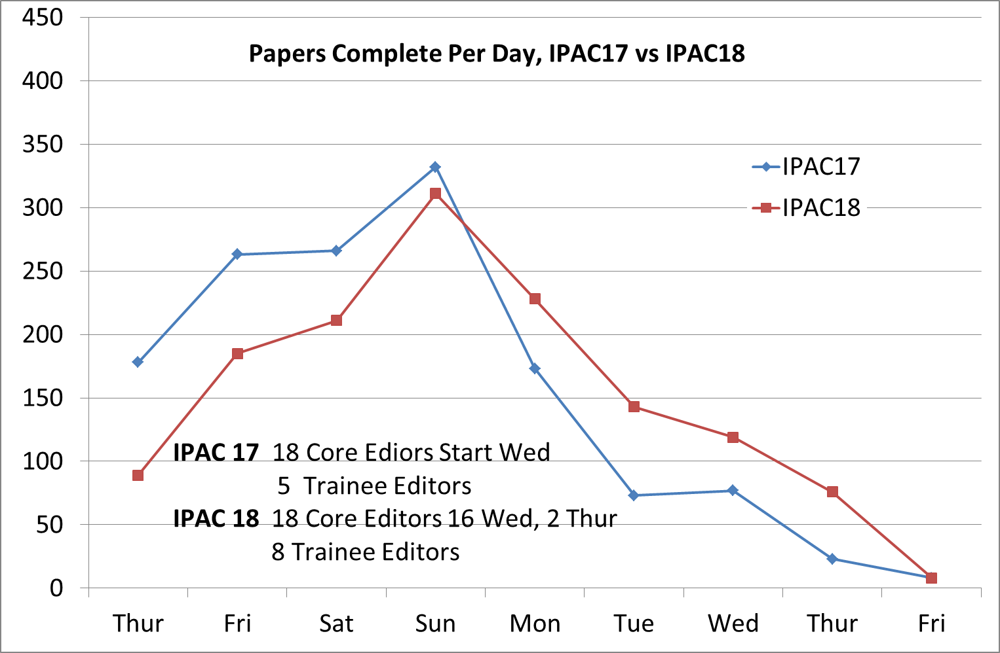 450
Papers Complete Per Day, IPAC17 vs IPAC18
400
350
IPAC17
300
IPAC18
250
200
150
100
IPAC 17 18 Core Ediors Start Wed
5 Trainee Editors
IPAC 18 18 Core Editors 16 Wed, 2 Thur
50
8 Trainee Editors
0
Thur Fri Sat Sun Mon Tue Wed Thur Fri